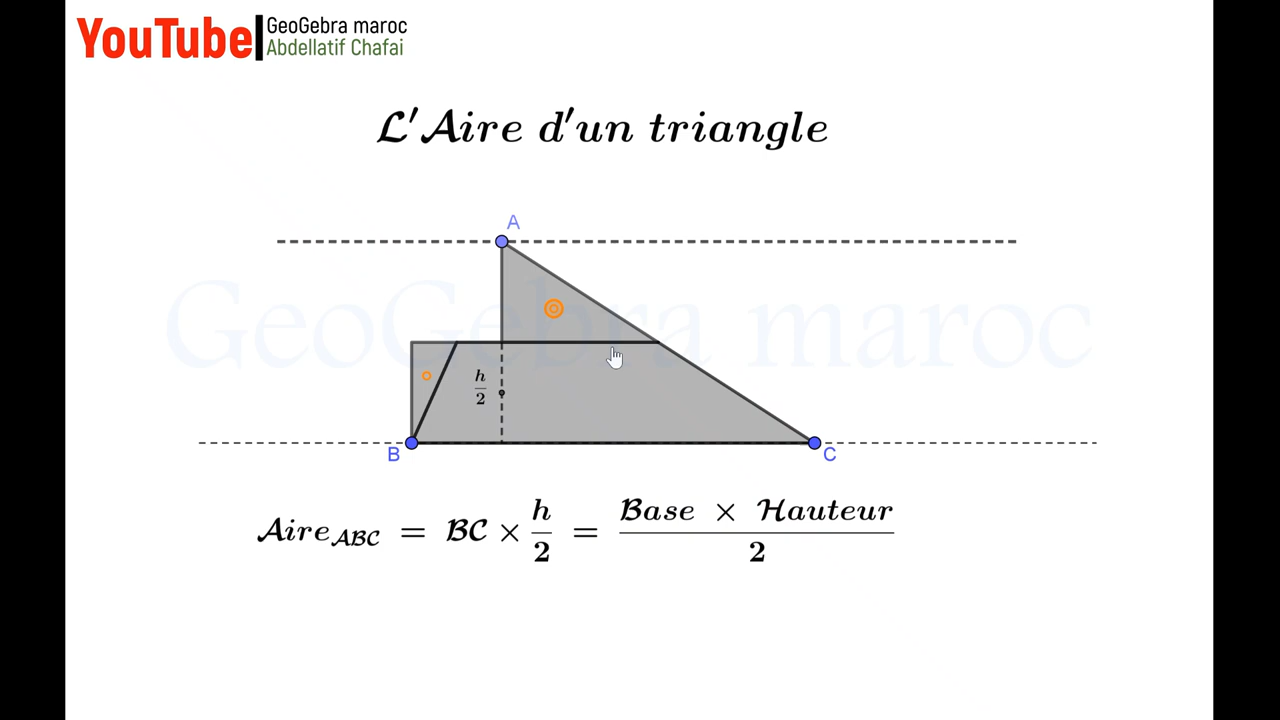 YouTube
GeoGebra maroc
Abdellatif Chafai
L'Aire d'un triangle
A
GeoGebra maroc
h/2
B
C
Aire_ABC = BC × h/2 = Base × Hauteur / 2